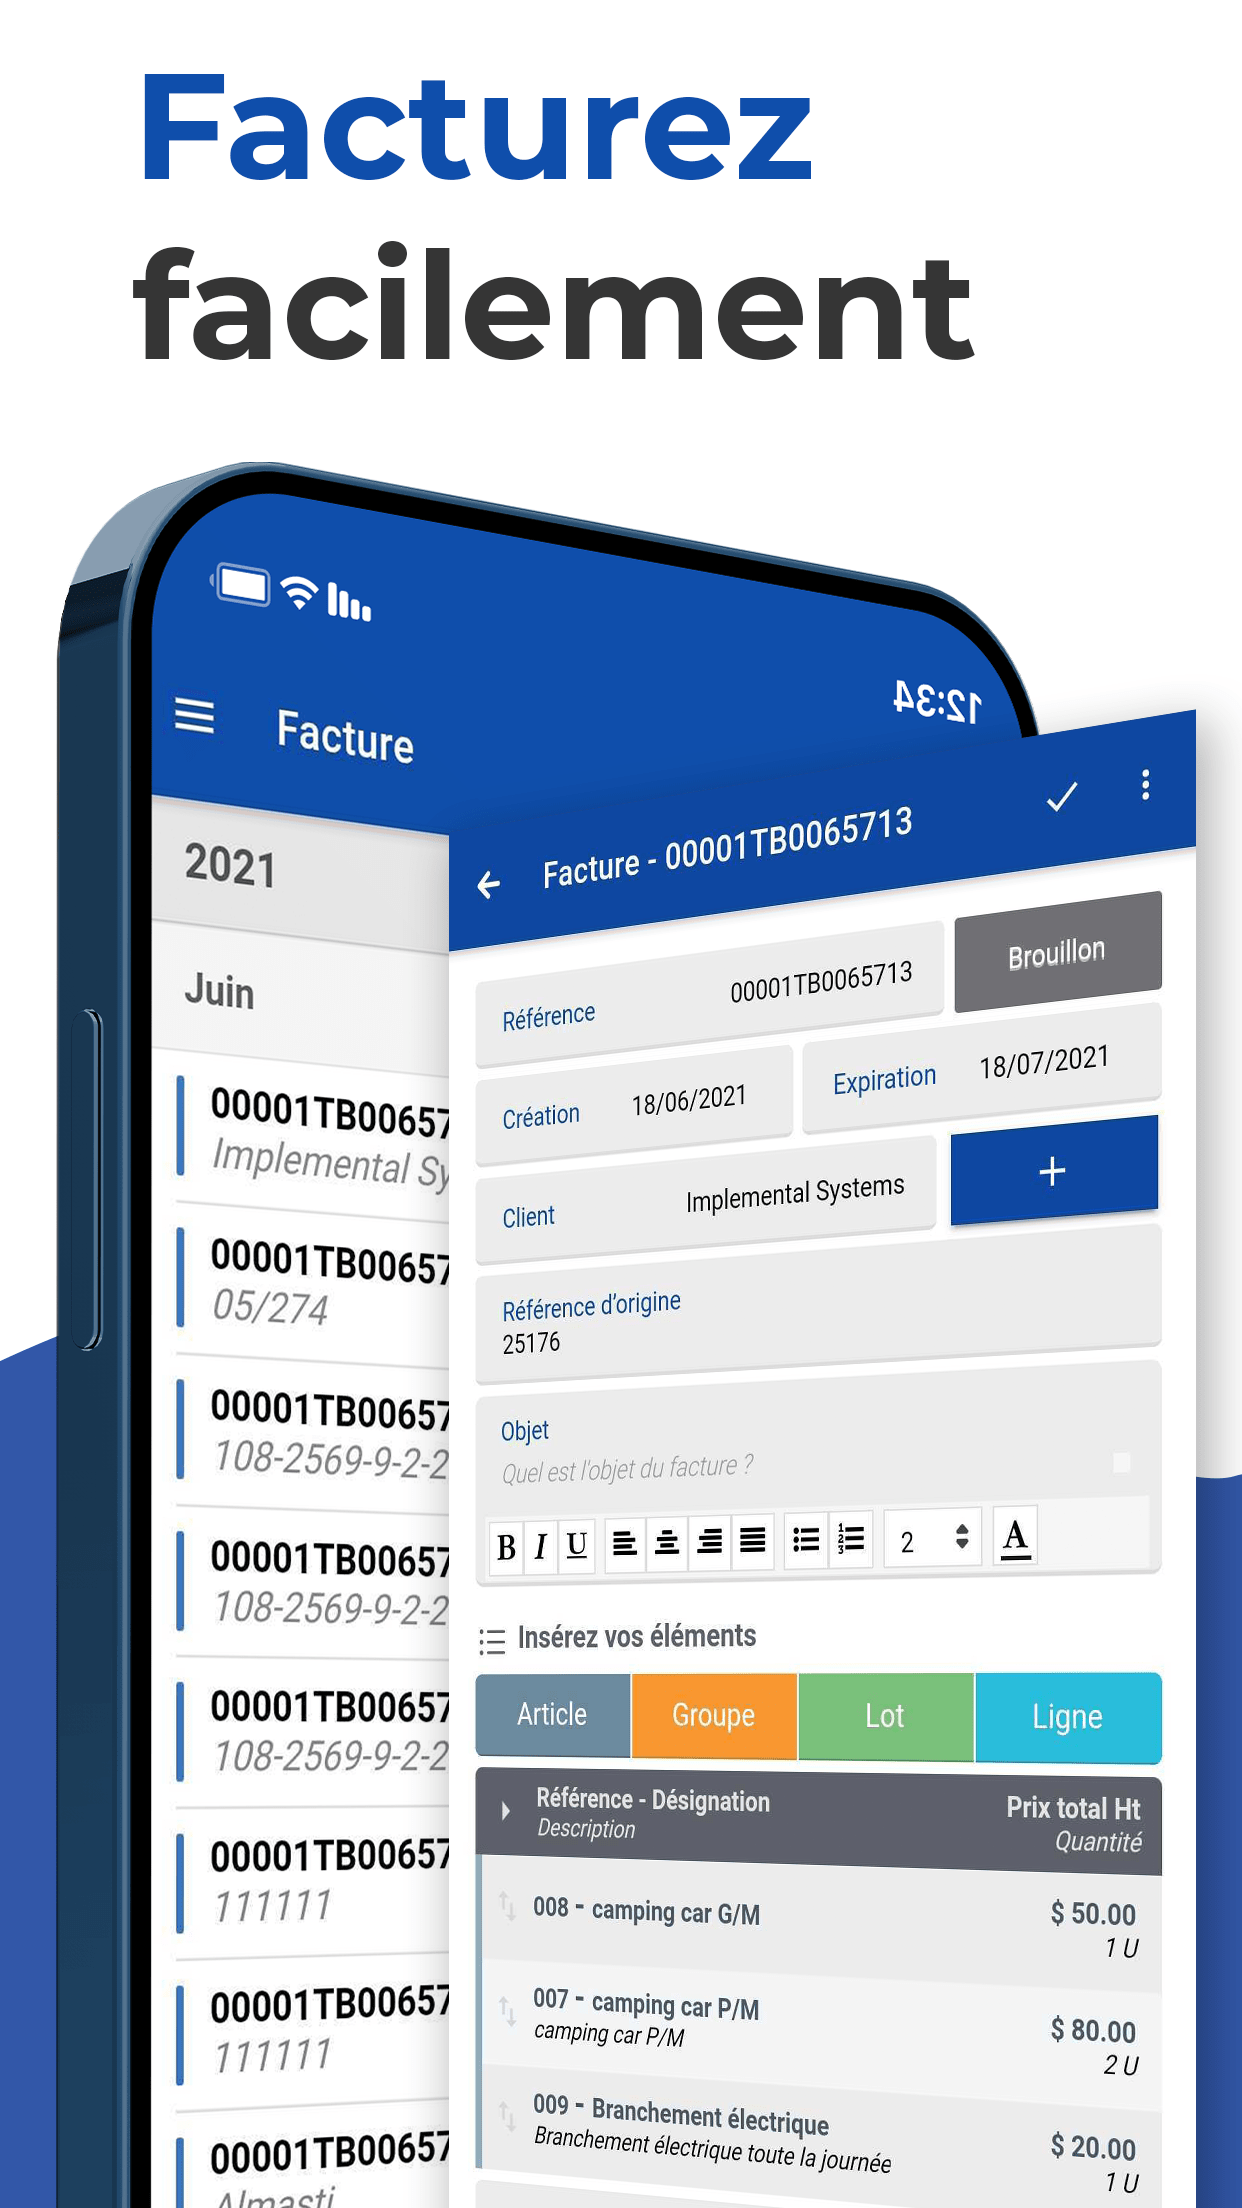 Facturez
facilement
12:34
Facture
2021
Juin
00001TB00657
Implemental Sy
00001TB00657
05/274
00001TB00657
108-2569-9-2-2
00001TB00657
108-2569-9-2-2
00001TB00657
108-2569-9-2-2
00001TB00657
111111
00001TB00657
111111
00001TB00657
Almasti
Facture - 00001TB0065713
Référence 00001TB0065713 Brouillon
Création 18/06/2021 Expiration 18/07/2021
Client Implemental Systems +
Référence d'origine
25176
Objet
Quel est l'objet du facture ?
B I U 2 A
Insérez vos éléments
Article Groupe Lot Ligne
Référence - Désignation Prix total Ht
Description Quantité
008 - camping car G/M $ 50.00
1 U
007 - camping car P/M $ 80.00
camping car P/M 2 U
009 - Branchement électrique $ 20.00
Branchement électrique toute la journée 1 U